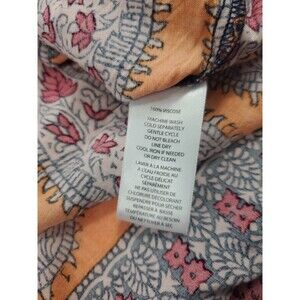 100% VISCOSE
MACHINE WASH
COLD SEPARATELY
GENTLE CYCLE
DO NOT BLEACH
LINE DRY
COOL IRON IF NEEDED
OR DRY CLEAN
LAVER À LA MACHINE
A L'EAU FROIDE AU
CYCLE DÉLICAT
SÉPARÉMENT
NE PAS UTILISER DE
CHLORURE DÉCOLORANT
SUSPENDRE POUR SÉCHER
REPASSER À BASSE
TEMPÉRATURE AU BESOIN
OU NETTOYER À SEC